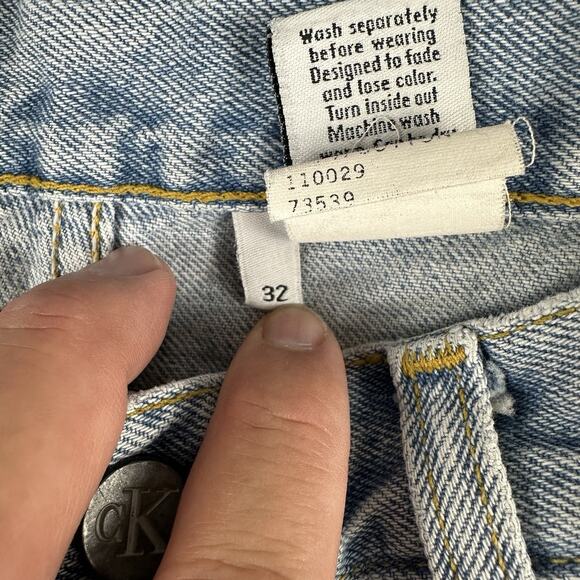 Wash separately
before wearing
Designed to fade
and lose color.
Turn inside out
Machine wash
110029
73539
32
cK